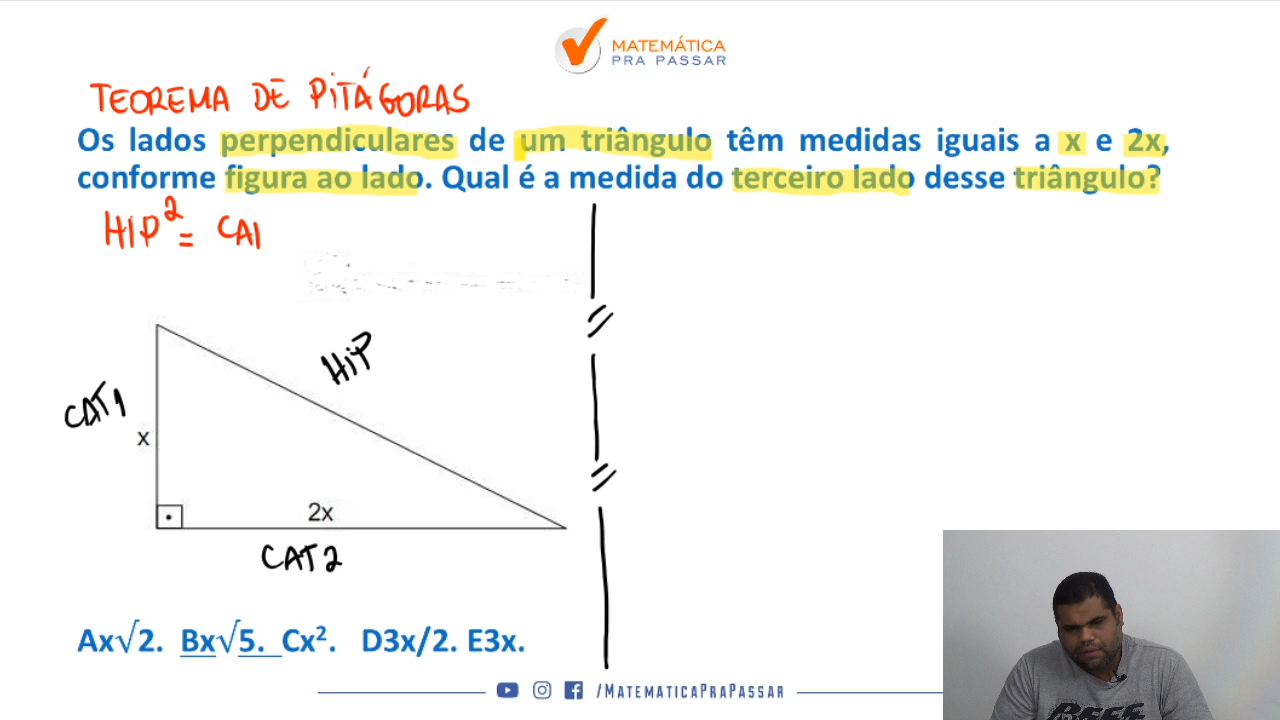 MATEMÁTICA
PRA PASSAR
TEOREMA DE PITÁGORAS
Os lados perpendiculares de um triângulo têm medidas iguais a x e 2x,
conforme figura ao lado. Qual é a medida do terceiro lado desse triângulo?
HIP² = CAT
HIP
CAT1
x
2x
CAT2
Ax√2. Bx√5. Cx². D3x/2. E3x.
/MATEMATICAPRAPASSAR